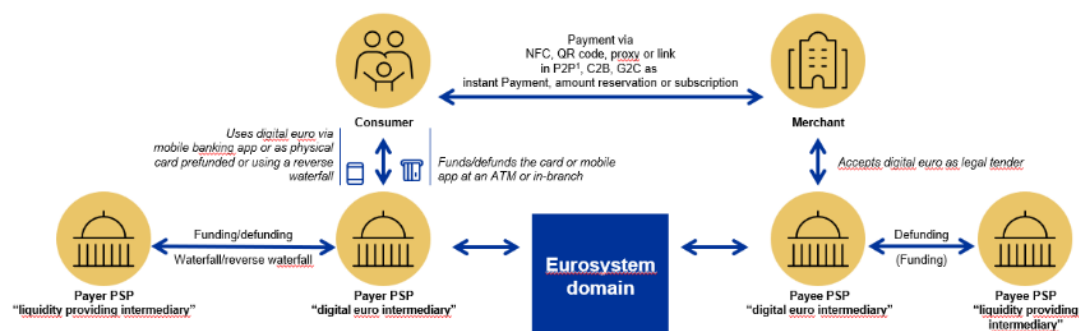 Payment via
NFC, QR code, proxy or link
in P2P¹, C2B, G2C as
instant Payment, amount reservation or subscription
Consumer
Merchant
Uses digital euro via
mobile banking app or as physical
card prefunded or using a reverse
waterfall
Funds/defunds the card or mobile
app at an ATM or in-branch
Accepts digital euro as legal tender
Funding/defunding
Waterfall/reverse waterfall
Eurosystem
domain
Defunding
(Funding)
Payer PSP
“liquidity providing intermediary”
Payer PSP
“digital euro intermediary”
Payee PSP
“digital euro intermediary”
Payee PSP
“liquidity providing
intermediary”